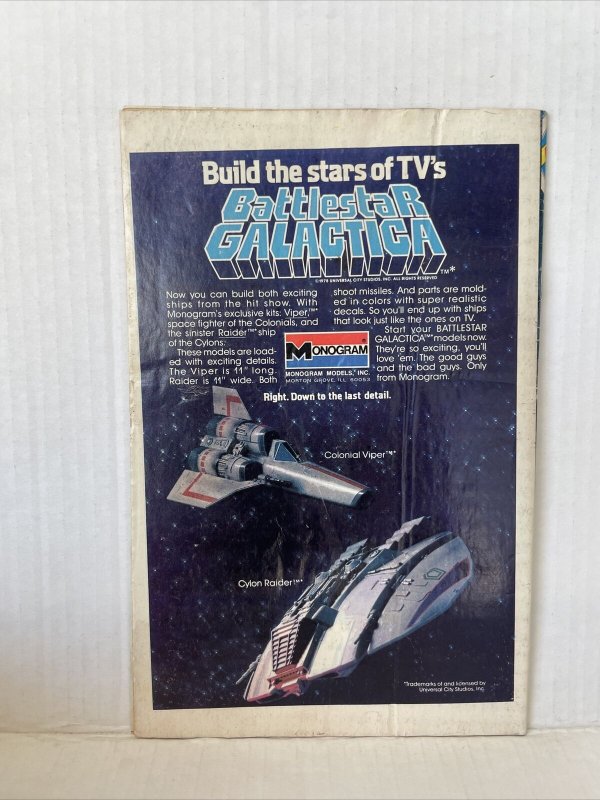 Build the stars of TV's
BattlestaR
GALACTICA
TM*
©1978 UNIVERSAL CITY STUDIOS, INC. ALL RIGHTS RESERVED
Now you can build both exciting
ships from the hit show. With
Monogram's exclusive kits: Viper,™*
space fighter of the Colonials, and
the sinister Raider™* ship
of the Cylons.
These models are load-
ed with exciting details.
The Viper is 11" long.
Raider is 11" wide. Both
shoot missiles. And parts are mold-
ed in colors with super realistic
decals. So you'll end up with ships
that look just like the ones on TV.
Start your BATTLESTAR
GALACTICA™* models now.
They're so exciting, you'll
love 'em. The good guys
and the bad guys. Only
from Monogram.
MONOGRAM
MONOGRAM MODELS, INC.
MORTON GROVE, ILL. 60053
Right. Down to the last detail.
Colonial Viper™*
Cylon Raider™*
*Trademarks of and licensed by
Universal City Studios, Inc.